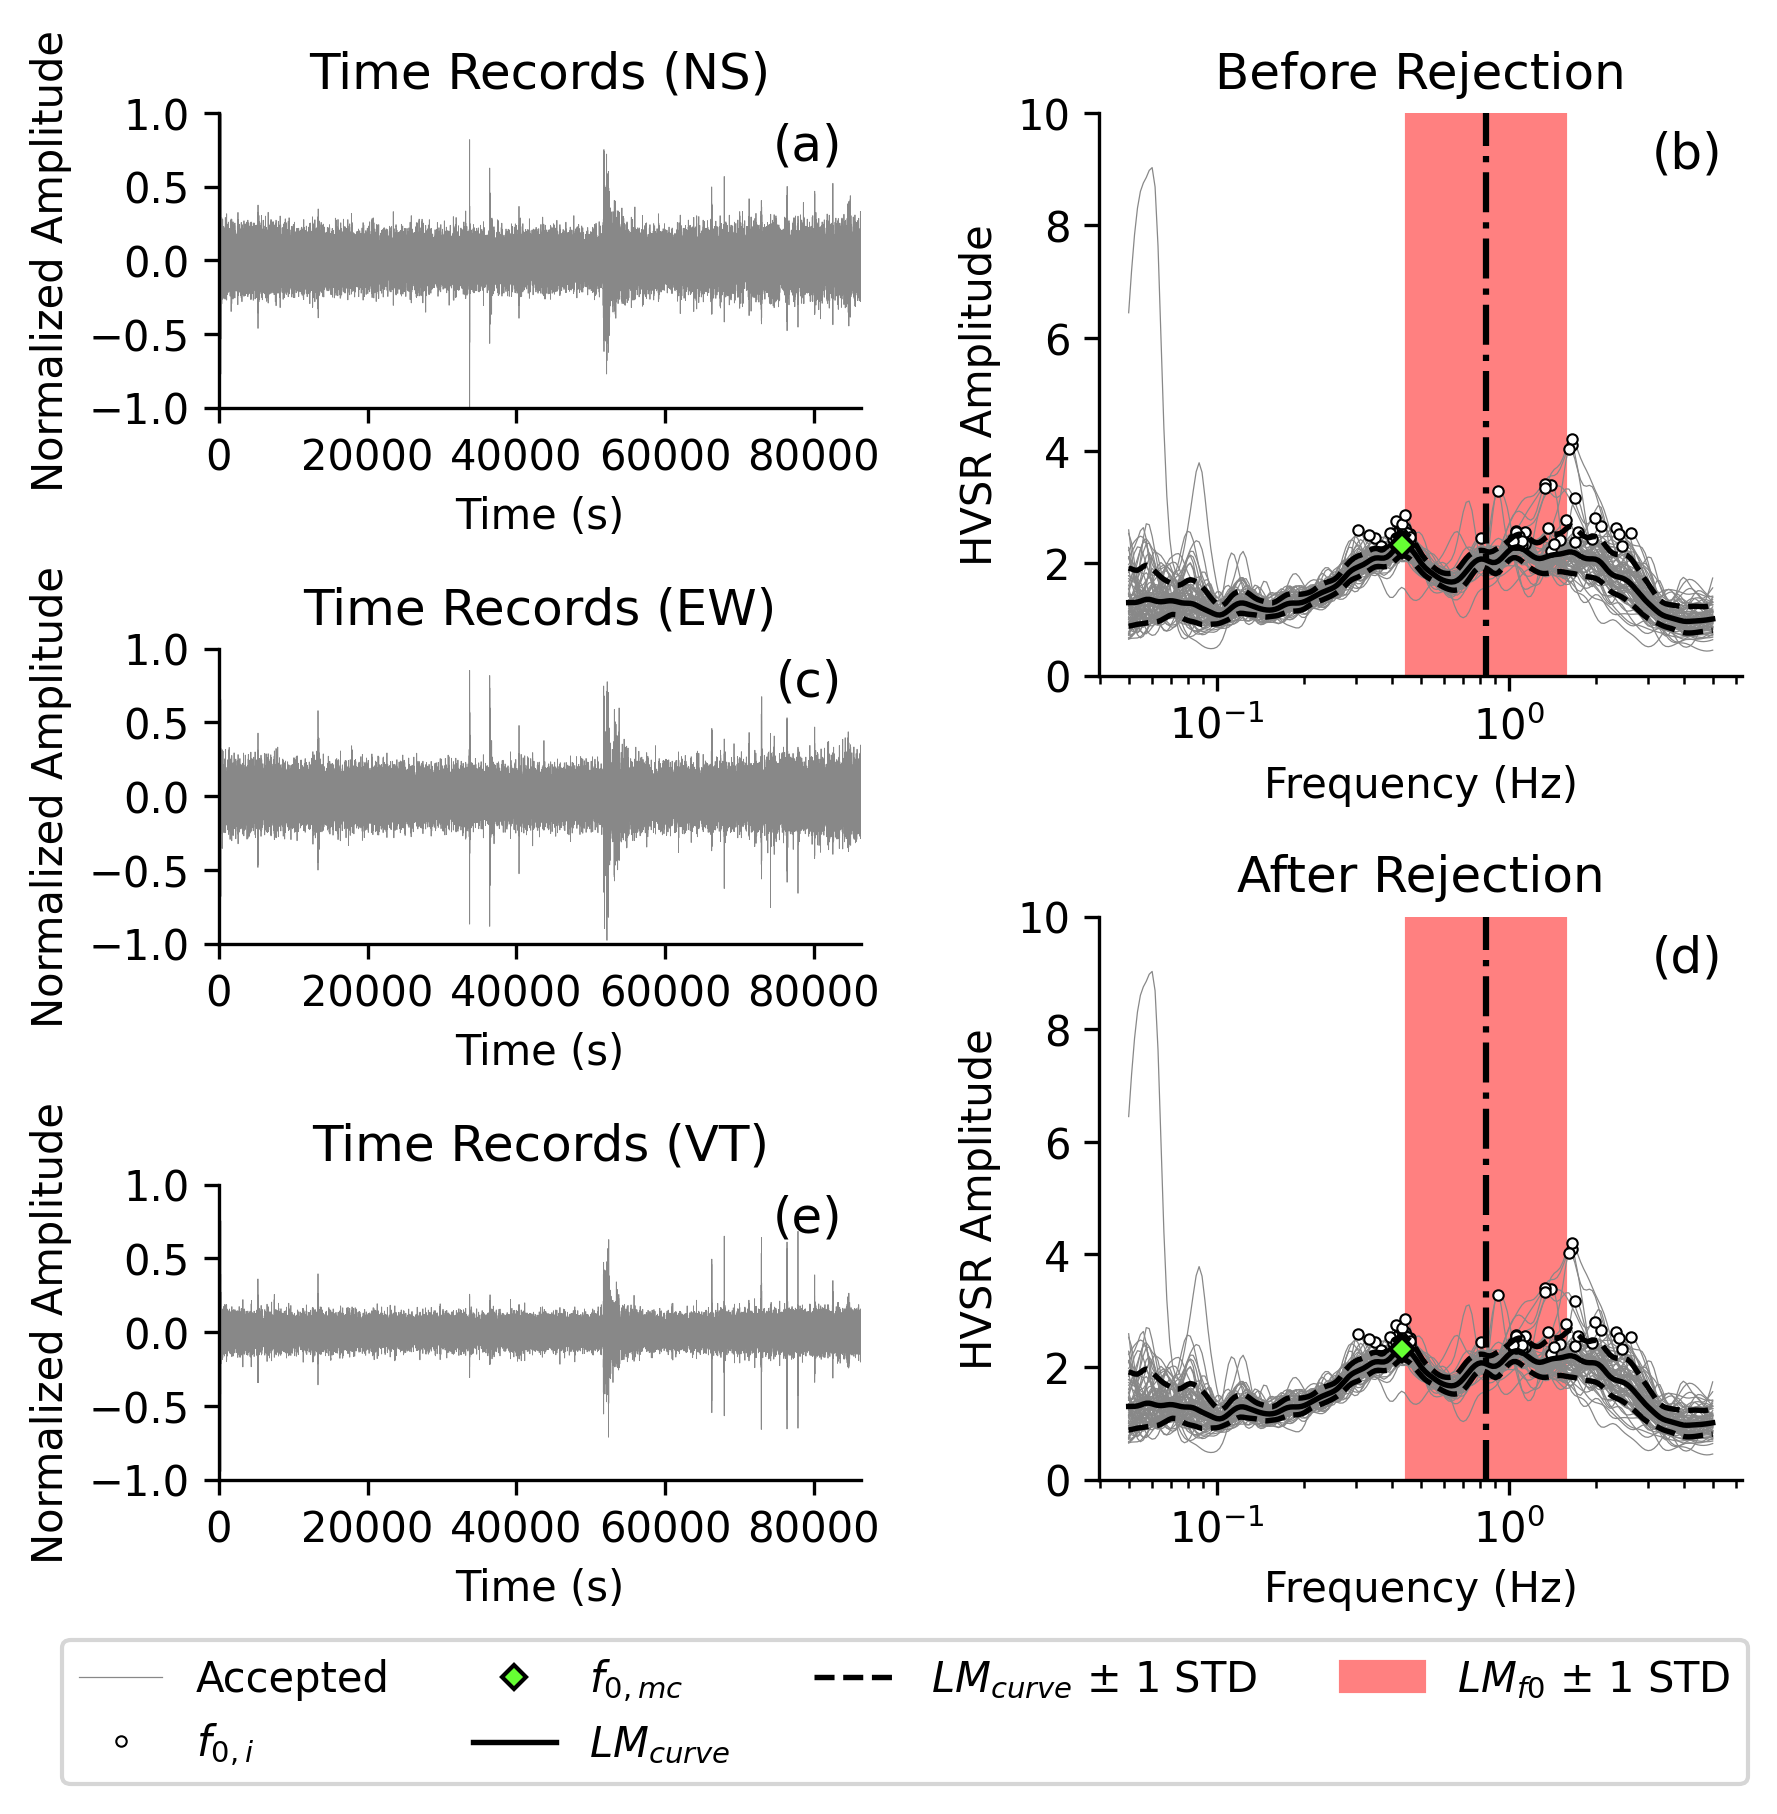 Time Records (NS)
Normalized Amplitude
1.0
0.5
0.0
−0.5
−1.0
(a)
0 20000 40000 60000 80000
Time (s)
Before Rejection
HVSR Amplitude
10
8
6
4
2
0
(b)
10⁻¹ 10⁰
Frequency (Hz)
Time Records (EW)
Normalized Amplitude
1.0
0.5
0.0
−0.5
−1.0
(c)
0 20000 40000 60000 80000
Time (s)
After Rejection
HVSR Amplitude
10
8
6
4
2
0
(d)
10⁻¹ 10⁰
Frequency (Hz)
Time Records (VT)
Normalized Amplitude
1.0
0.5
0.0
−0.5
−1.0
(e)
0 20000 40000 60000 80000
Time (s)
Accepted
f0,i
f0,mc
LMcurve
LMcurve ± 1 STD
LMf0 ± 1 STD